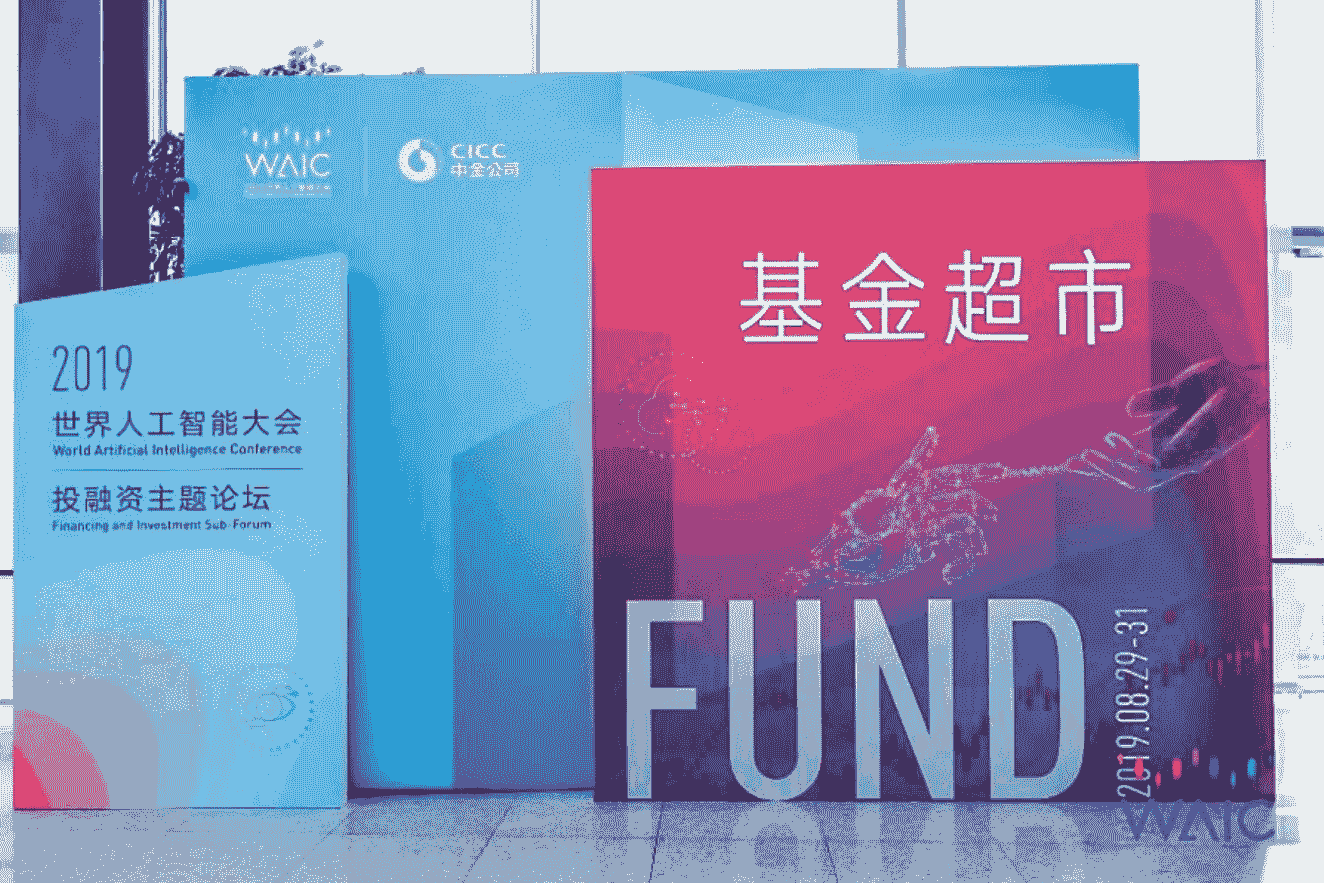 WAIC
CICC
中金公司
2019
世界人工智能大会
World Artificial Intelligence Conference
投融资主题论坛
Financing and Investment Sub-Forum
基金超市
FUND
2019.08.29-31
WAIC